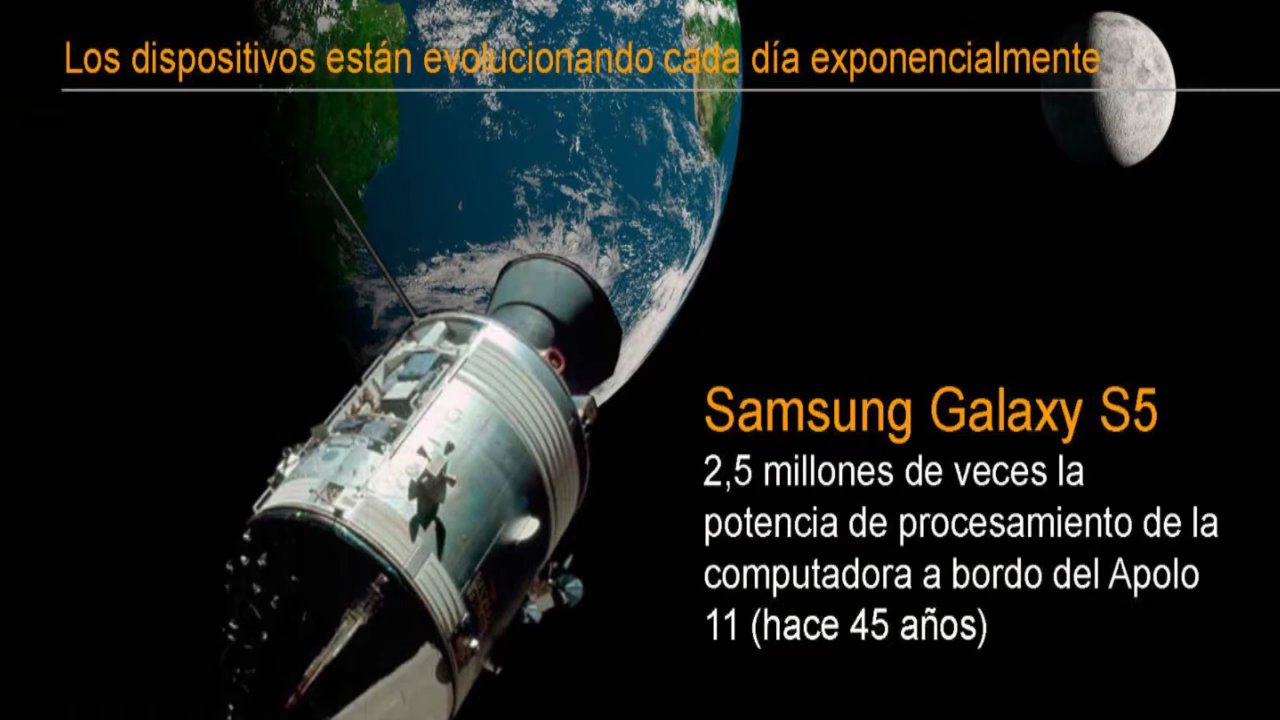 Los dispositivos están evolucionando cada día exponencialmente
Samsung Galaxy S5
2,5 millones de veces la
potencia de procesamiento de la
computadora a bordo del Apolo
11 (hace 45 años)